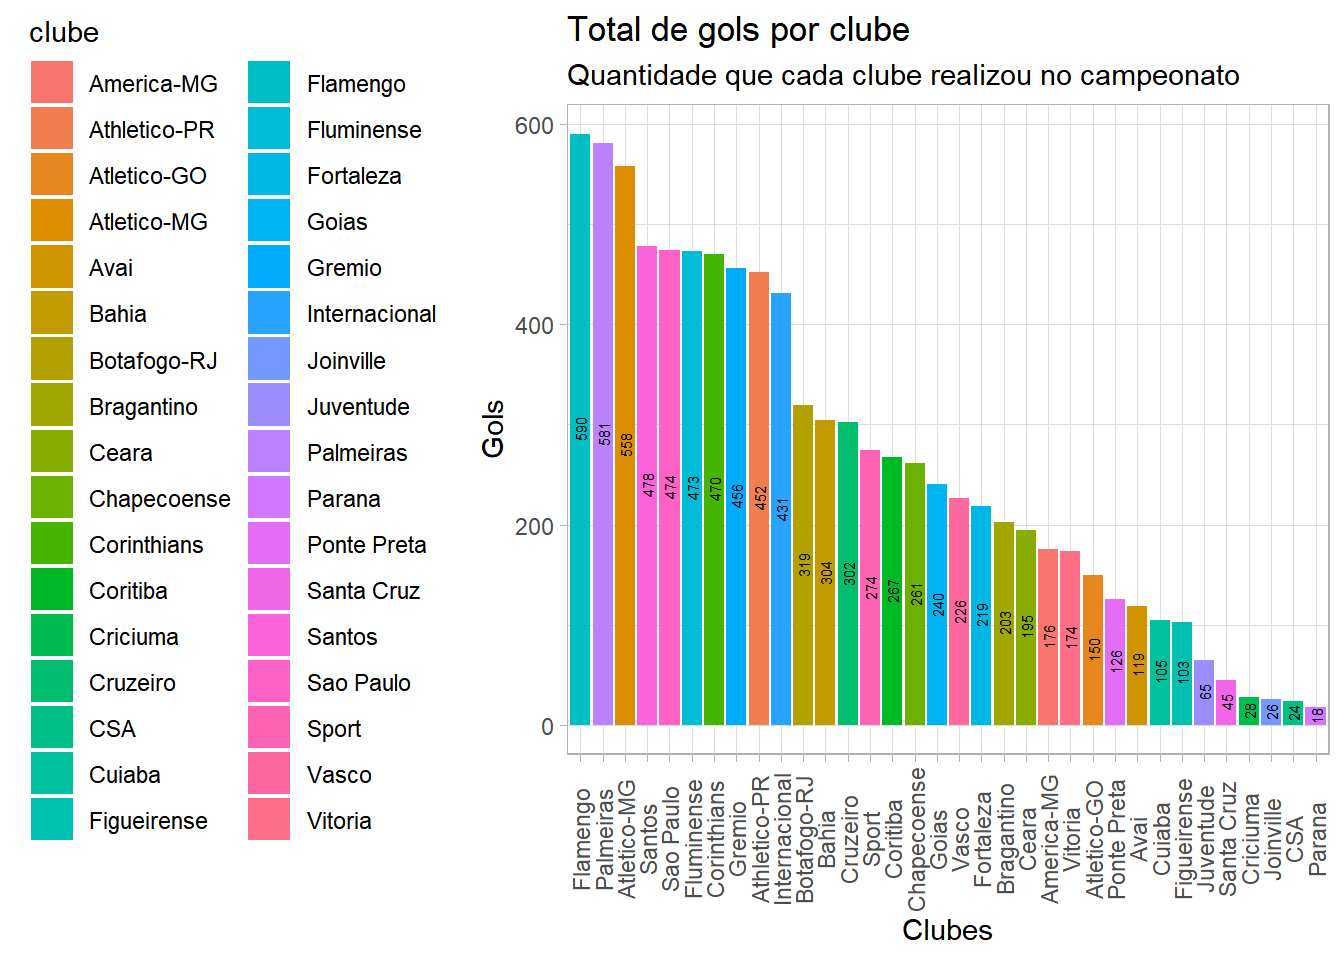 clube
America-MG
Athletico-PR
Atletico-GO
Atletico-MG
Avai
Bahia
Botafogo-RJ
Bragantino
Ceara
Chapecoense
Corinthians
Coritiba
Criciuma
Cruzeiro
CSA
Cuiaba
Figueirense
Flamengo
Fluminense
Fortaleza
Goias
Gremio
Internacional
Joinville
Juventude
Palmeiras
Parana
Ponte Preta
Santa Cruz
Santos
Sao Paulo
Sport
Vasco
Vitoria
Total de gols por clube
Quantidade que cada clube realizou no campeonato
Gols
600
400
200
0
590
581
558
478
474
473
470
456
452
431
319
304
302
274
267
261
240
226
219
203
195
176
174
150
126
119
105
103
65
45
28
26
24
18
Flamengo
Palmeiras
Atletico-MG
Santos
Sao Paulo
Fluminense
Corinthians
Gremio
Athletico-PR
Internacional
Botafogo-RJ
Bahia
Cruzeiro
Sport
Coritiba
Chapecoense
Goias
Vasco
Fortaleza
Bragantino
Ceara
America-MG
Vitoria
Atletico-GO
Ponte Preta
Avai
Cuiaba
Figueirense
Juventude
Santa Cruz
Criciuma
Joinville
CSA
Parana
Clubes